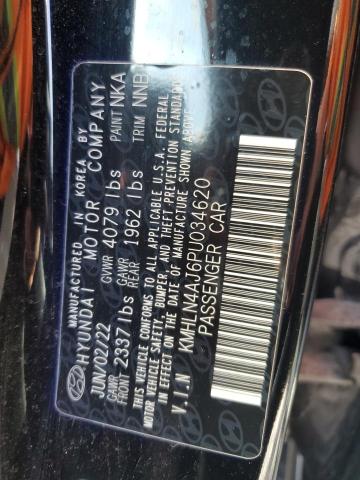 MANUFACTURED IN KOREA BY
HYUNDAI MOTOR COMPANY
JUN/02/22 GVWR 4079 lbs PAINT NKA
GAWR FRON 2337 lbs GAWR REAR 1962 lbs TRIM NNB
THIS VEHICLE CONFORMS TO ALL APPLICABLE U.S.A. FEDERAL
MOTOR VEHICLE SAFETY, BUMPER, AND THEFT PREVENTION STANDARDS
IN EFFECT ON THE DATE OF MANUFACTURE SHOWN ABOVE.
V.I.N KMHLN4AJ6PU034620
PASSENGER CAR